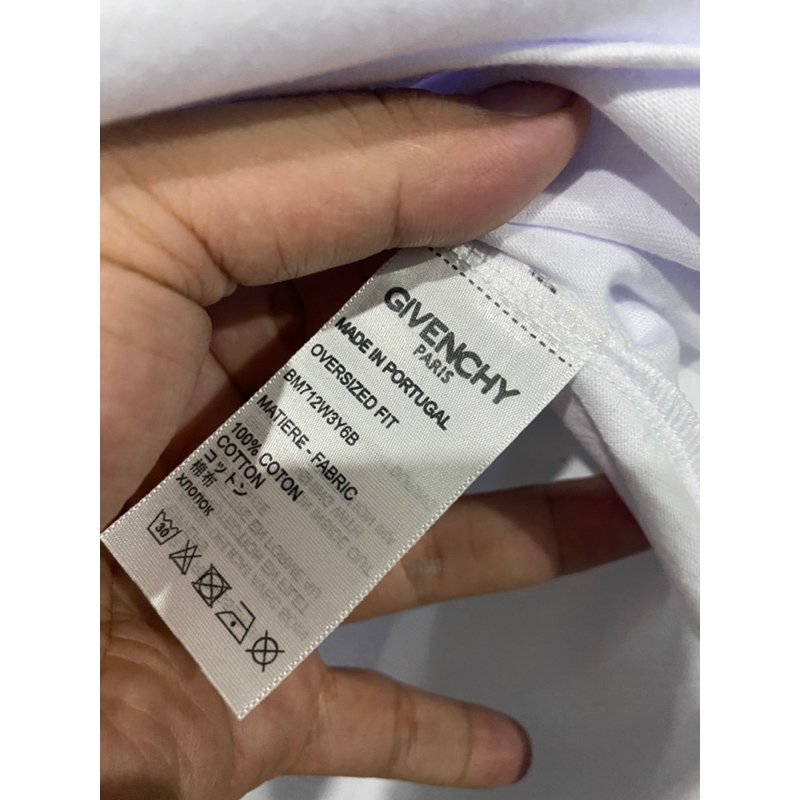 GIVENCHY
PARIS
MADE IN PORTUGAL
OVERSIZED FIT
BM712W3Y6B
MATIERE - FABRIC
100% COTON
COTTON
コットン
棉布
хлопок
30